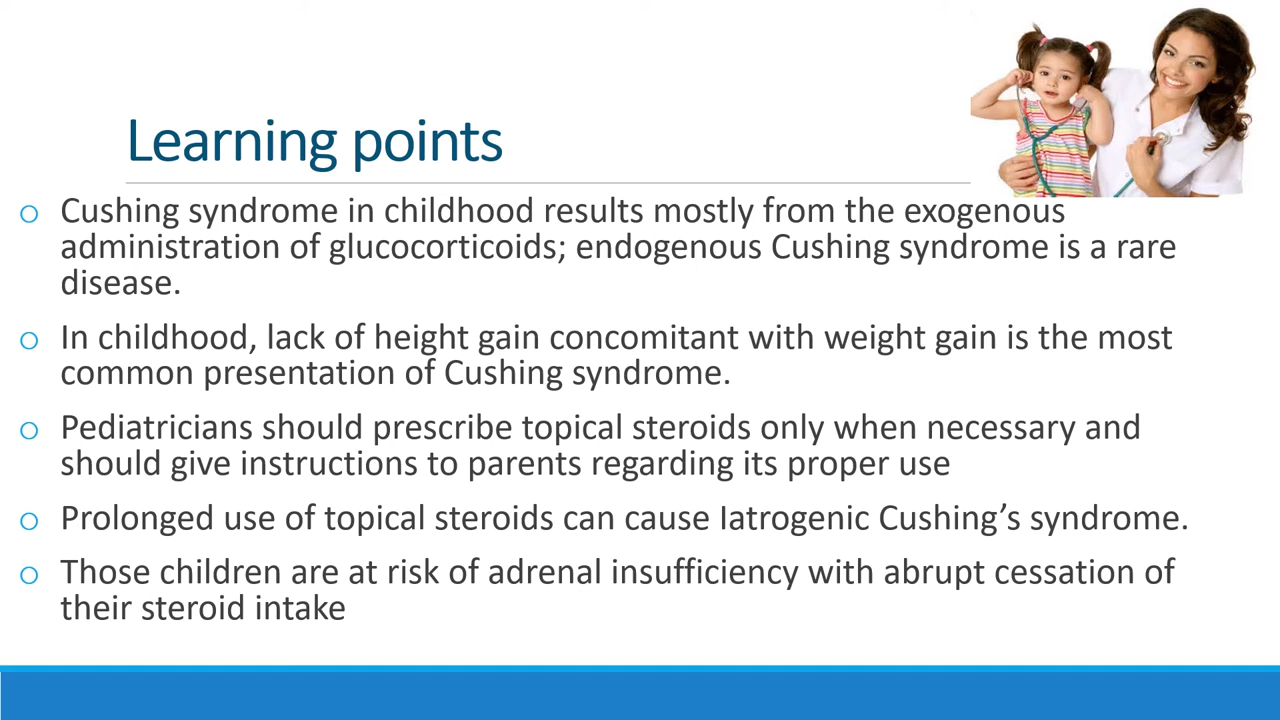 Learning points
o Cushing syndrome in childhood results mostly from the exogenous
administration of glucocorticoids; endogenous Cushing syndrome is a rare
disease.
o In childhood, lack of height gain concomitant with weight gain is the most
common presentation of Cushing syndrome.
o Pediatricians should prescribe topical steroids only when necessary and
should give instructions to parents regarding its proper use
o Prolonged use of topical steroids can cause Iatrogenic Cushing’s syndrome.
o Those children are at risk of adrenal insufficiency with abrupt cessation of
their steroid intake